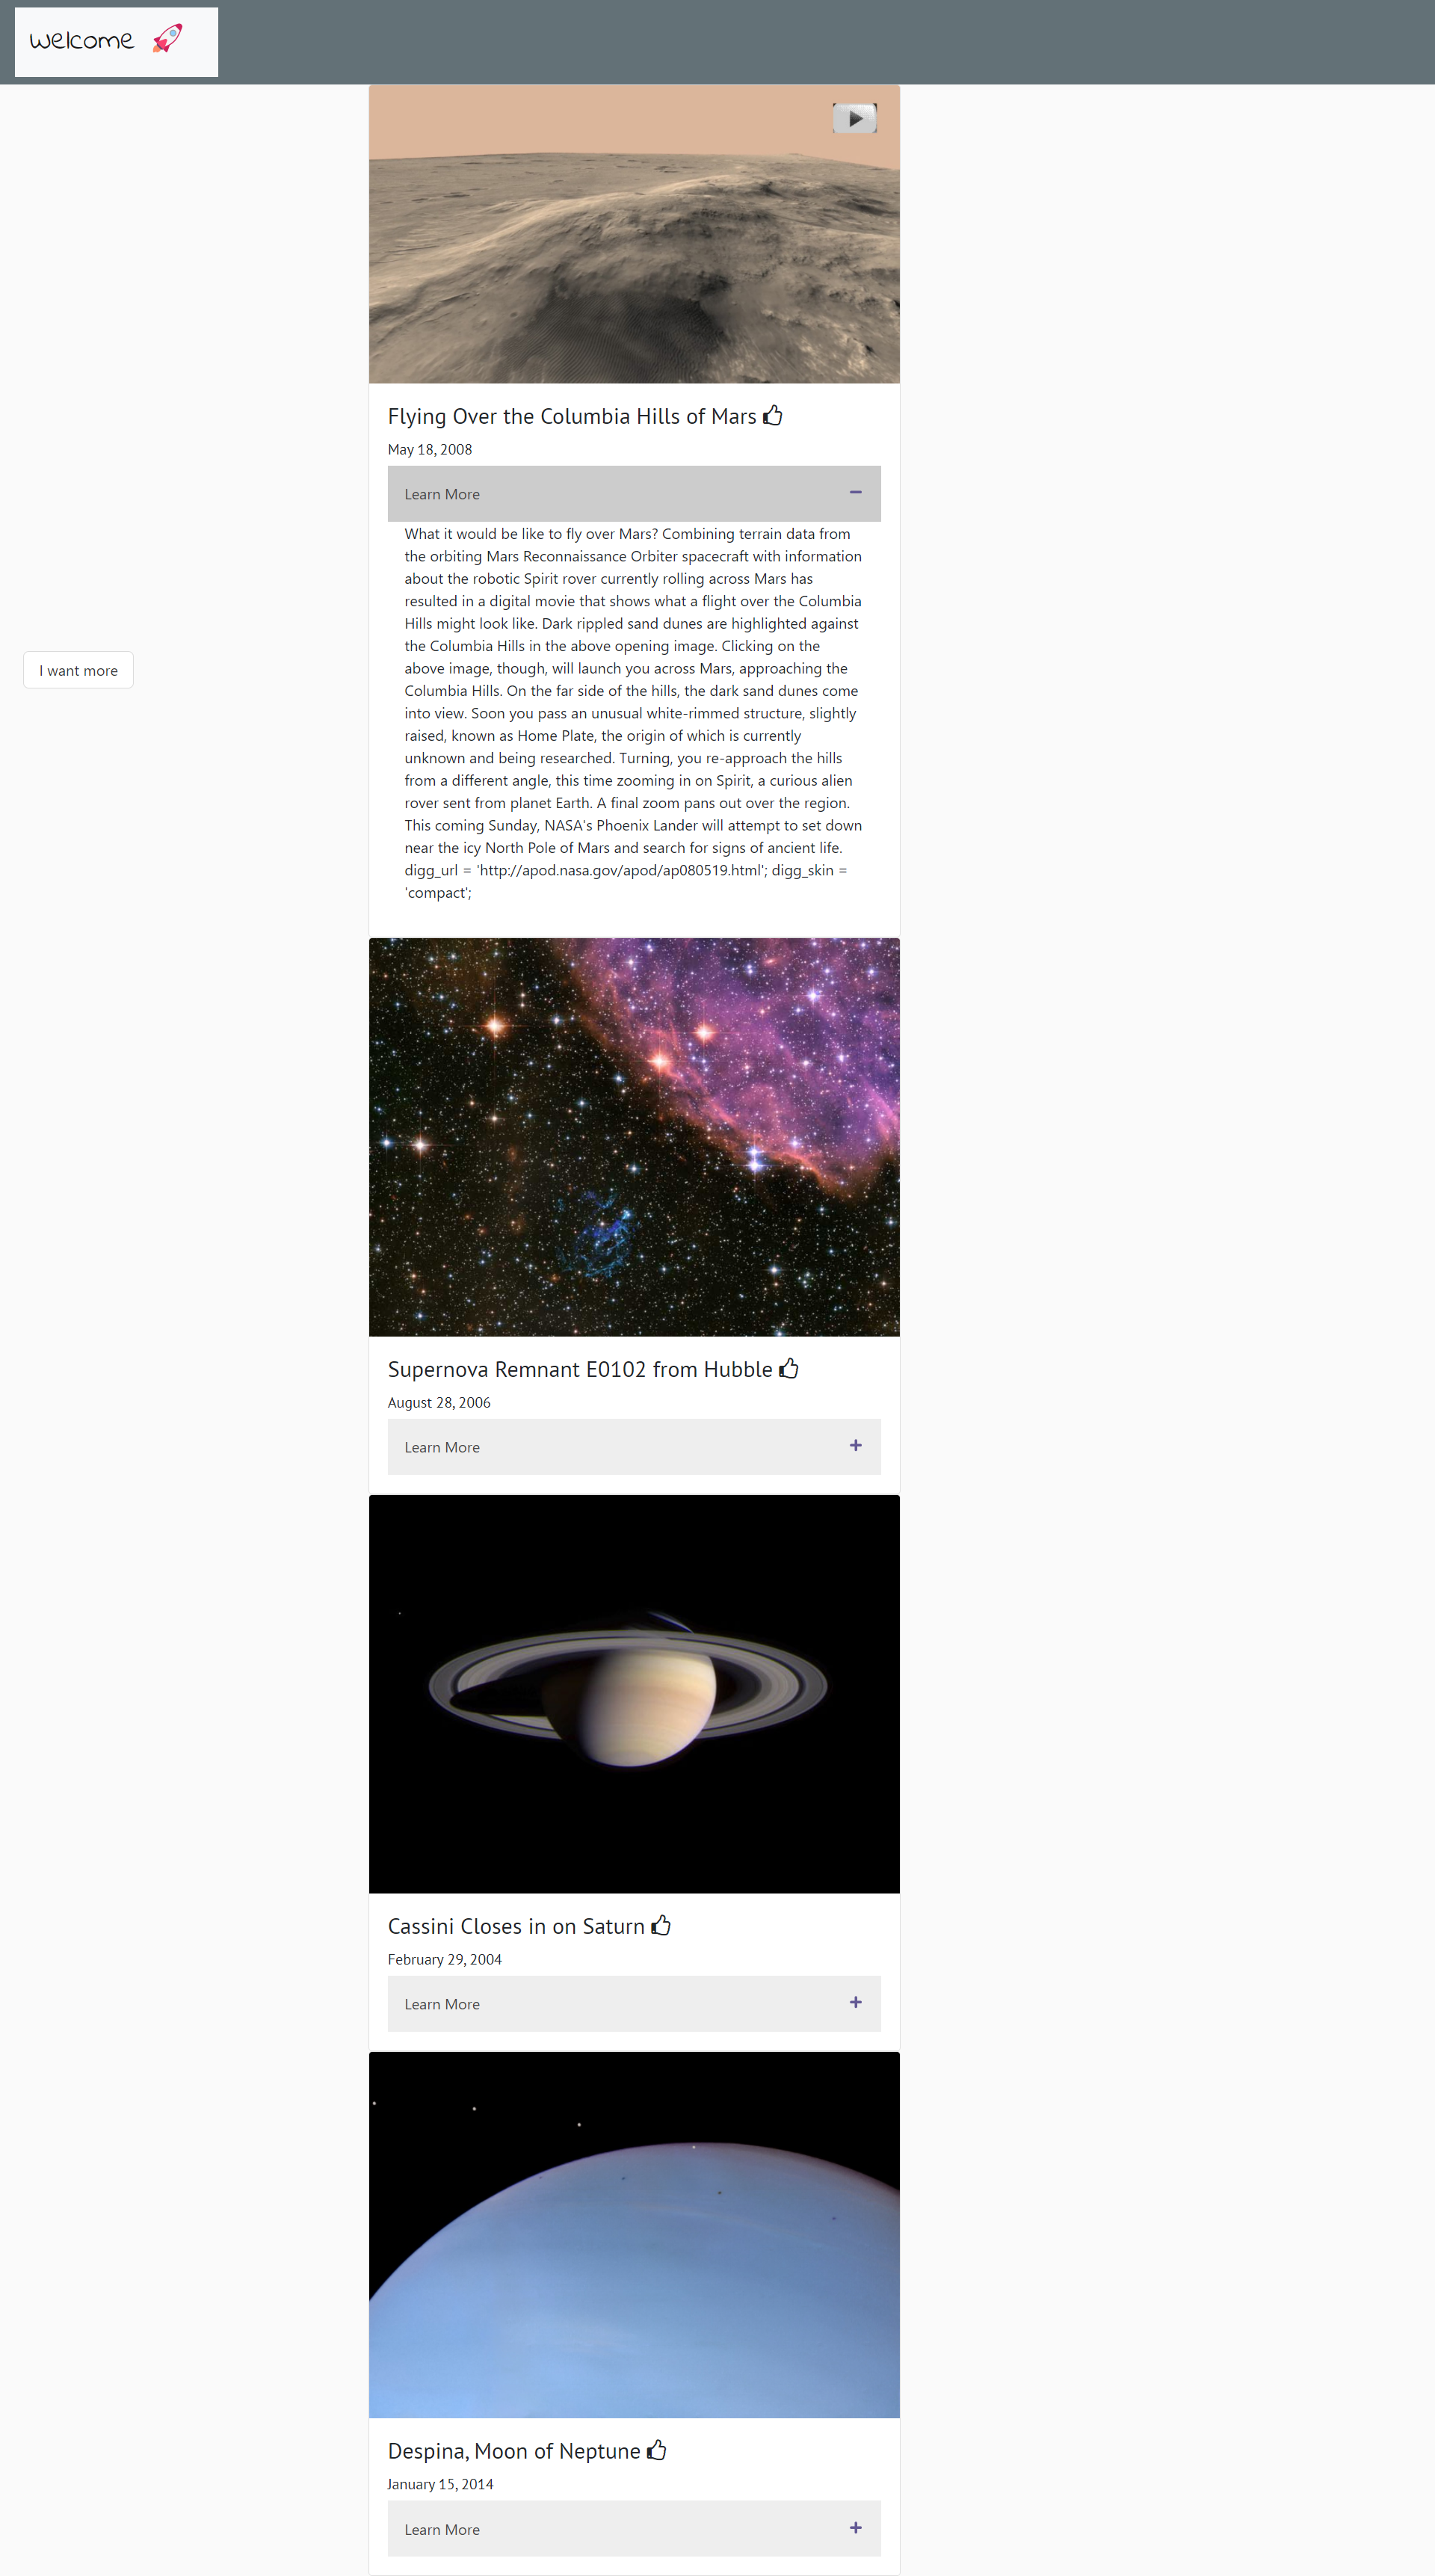 welcome
Flying Over the Columbia Hills of Mars
May 18, 2008
Learn More
What it would be like to fly over Mars? Combining terrain data from
the orbiting Mars Reconnaissance Orbiter spacecraft with information
about the robotic Spirit rover currently rolling across Mars has
resulted in a digital movie that shows what a flight over the Columbia
Hills might look like. Dark rippled sand dunes are highlighted against
the Columbia Hills in the above opening image. Clicking on the
above image, though, will launch you across Mars, approaching the
Columbia Hills. On the far side of the hills, the dark sand dunes come
into view. Soon you pass an unusual white-rimmed structure, slightly
raised, known as Home Plate, the origin of which is currently
unknown and being researched. Turning, you re-approach the hills
from a different angle, this time zooming in on Spirit, a curious alien
rover sent from planet Earth. A final zoom pans out over the region.
This coming Sunday, NASA's Phoenix Lander will attempt to set down
near the icy North Pole of Mars and search for signs of ancient life.
digg_url = 'http://apod.nasa.gov/apod/ap080519.html'; digg_skin =
'compact';
I want more
Supernova Remnant E0102 from Hubble
August 28, 2006
Learn More
Cassini Closes in on Saturn
February 29, 2004
Learn More
Despina, Moon of Neptune
January 15, 2014
Learn More